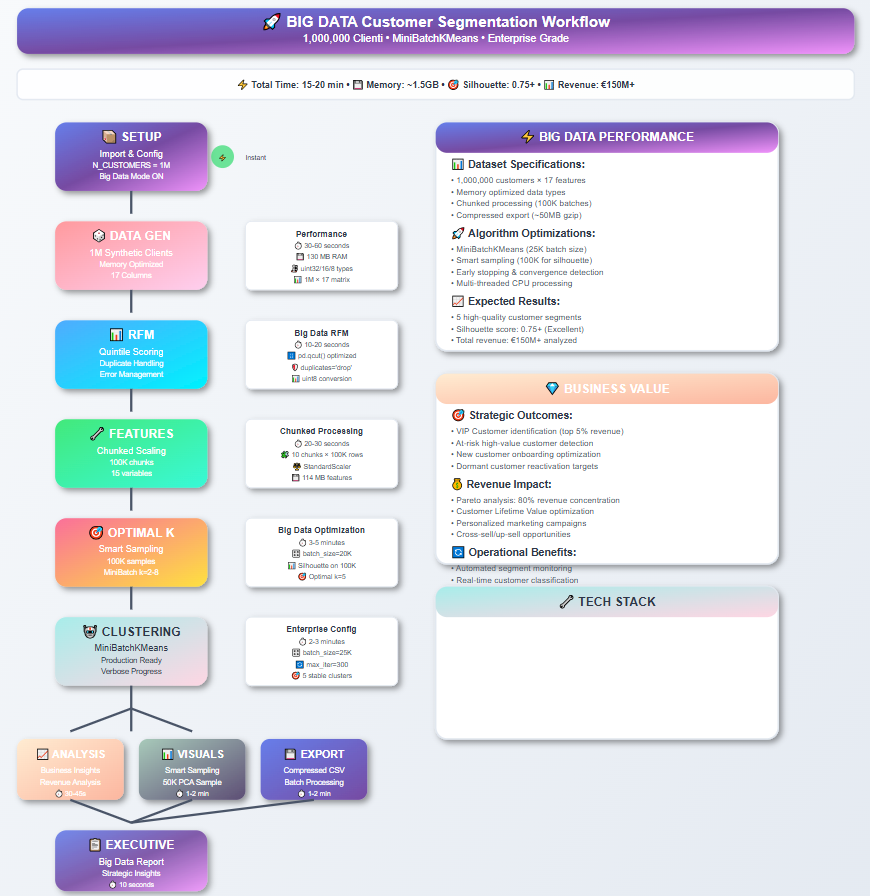 🚀 BIG DATA Customer Segmentation Workflow
1,000,000 Clienti • MiniBatchKMeans • Enterprise Grade
⚡ Total Time: 15-20 min • 💾 Memory: ~1.5GB • 🎯 Silhouette: 0.75+ • 📊 Revenue: €150M+
📦 SETUP
Import & Config
N_CUSTOMERS = 1M
Big Data Mode ON
⚡ Instant
🎲 DATA GEN
1M Synthetic Clients
Memory Optimized
17 Columns
Performance
⏱️ 30-60 seconds
💾 130 MB RAM
uint32/16/8 types
📊 1M × 17 matrix
📊 RFM
Quintile Scoring
Duplicate Handling
Error Management
Big Data RFM
⏱️ 10-20 seconds
pd.qcut() optimized
duplicates='drop'
📊 uint8 conversion
🔧 FEATURES
Chunked Scaling
100K chunks
15 variables
Chunked Processing
⏱️ 20-30 seconds
🧩 10 chunks × 100K rows
StandardScaler
💾 114 MB features
🎯 OPTIMAL K
Smart Sampling
100K samples
MiniBatch k=2-8
Big Data Optimization
⏱️ 3-5 minutes
batch_size=20K
📊 Silhouette on 100K
🎯 Optimal k=5
🤖 CLUSTERING
MiniBatchKMeans
Production Ready
Verbose Progress
Enterprise Config
⏱️ 2-3 minutes
batch_size=25K
🔄 max_iter=300
🎯 5 stable clusters
📈 ANALYSIS
Business Insights
Revenue Analysis
⏱️ 30-45s
📊 VISUALS
Smart Sampling
50K PCA Sample
⏱️ 1-2 min
💾 EXPORT
Compressed CSV
Batch Processing
⏱️ 1-2 min
📋 EXECUTIVE
Big Data Report
Strategic Insights
⏱️ 10 seconds
⚡ BIG DATA PERFORMANCE
📊 Dataset Specifications:
• 1,000,000 customers × 17 features
• Memory optimized data types
• Chunked processing (100K batches)
• Compressed export (~50MB gzip)
🚀 Algorithm Optimizations:
• MiniBatchKMeans (25K batch size)
• Smart sampling (100K for silhouette)
• Early stopping & convergence detection
• Multi-threaded CPU processing
📈 Expected Results:
• 5 high-quality customer segments
• Silhouette score: 0.75+ (Excellent)
• Total revenue: €150M+ analyzed
💎 BUSINESS VALUE
🎯 Strategic Outcomes:
• VIP Customer identification (top 5% revenue)
• At-risk high-value customer detection
• New customer onboarding optimization
• Dormant customer reactivation targets
💰 Revenue Impact:
• Pareto analysis: 80% revenue concentration
• Customer Lifetime Value optimization
• Personalized marketing campaigns
• Cross-sell/up-sell opportunities
🔄 Operational Benefits:
• Automated segment monitoring
• Real-time customer classification
🔧 TECH STACK